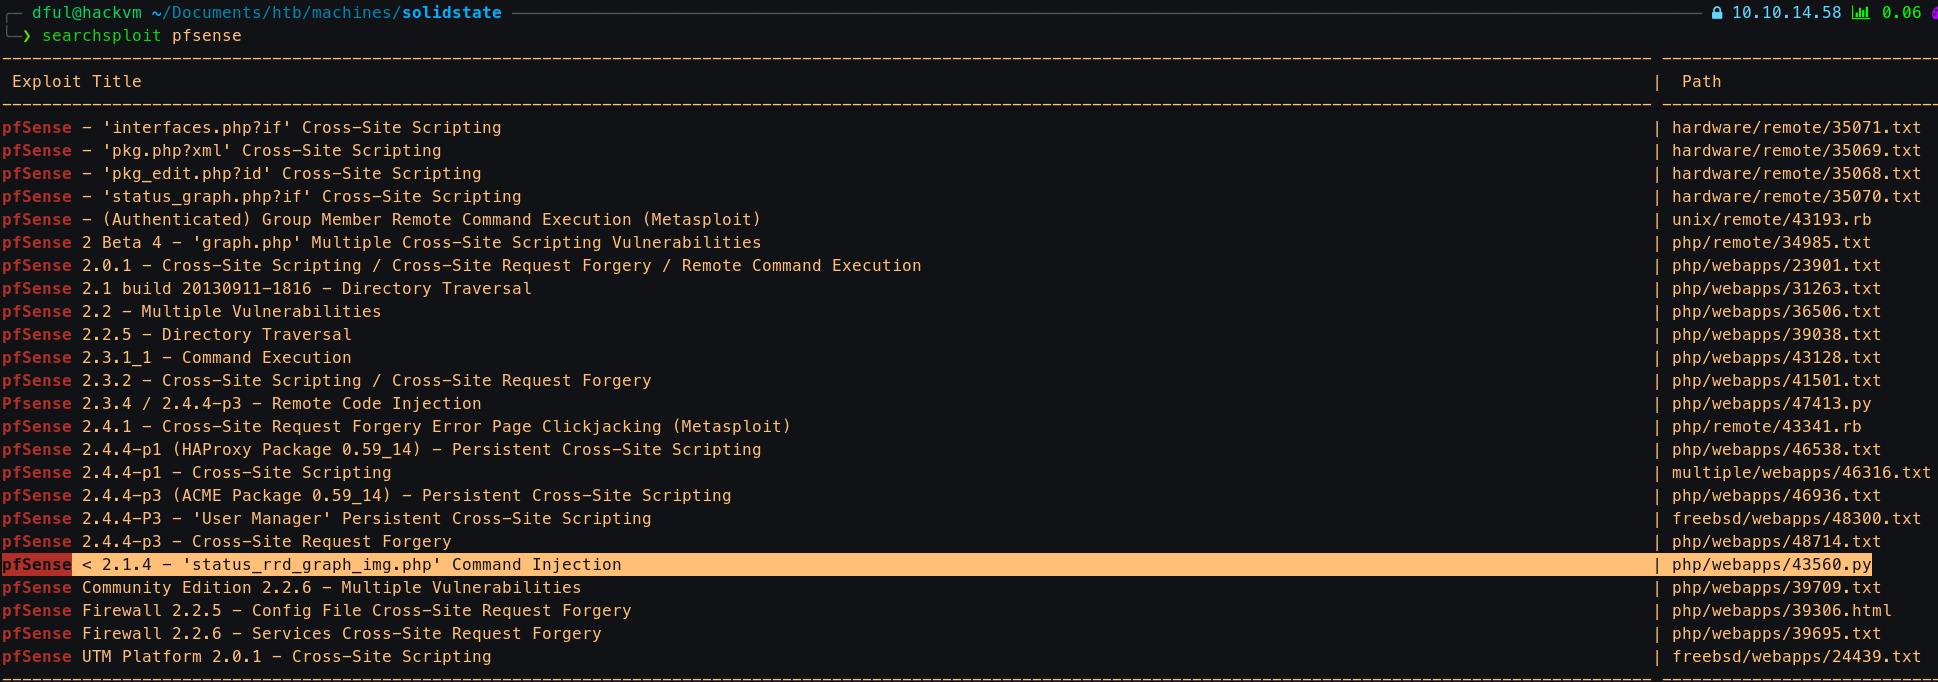 dful@hackvm ~/Documents/htb/machines/solidstate 10.10.14.58 0.06
❯ searchsploit pfsense
Exploit Title | Path
pfSense - 'interfaces.php?if' Cross-Site Scripting | hardware/remote/35071.txt
pfSense - 'pkg.php?xml' Cross-Site Scripting | hardware/remote/35069.txt
pfSense - 'pkg_edit.php?id' Cross-Site Scripting | hardware/remote/35068.txt
pfSense - 'status_graph.php?if' Cross-Site Scripting | hardware/remote/35070.txt
pfSense - (Authenticated) Group Member Remote Command Execution (Metasploit) | unix/remote/43193.rb
pfSense 2 Beta 4 - 'graph.php' Multiple Cross-Site Scripting Vulnerabilities | php/remote/34985.txt
pfSense 2.0.1 - Cross-Site Scripting / Cross-Site Request Forgery / Remote Command Execution | php/webapps/23901.txt
pfSense 2.1 build 20130911-1816 - Directory Traversal | php/webapps/31263.txt
pfSense 2.2 - Multiple Vulnerabilities | php/webapps/36506.txt
pfSense 2.2.5 - Directory Traversal | php/webapps/39038.txt
pfSense 2.3.1_1 - Command Execution | php/webapps/43128.txt
pfSense 2.3.2 - Cross-Site Scripting / Cross-Site Request Forgery | php/webapps/41501.txt
Pfsense 2.3.4 / 2.4.4-p3 - Remote Code Injection | php/webapps/47413.py
pfSense 2.4.1 - Cross-Site Request Forgery Error Page Clickjacking (Metasploit) | php/remote/43341.rb
pfSense 2.4.4-p1 (HAProxy Package 0.59_14) - Persistent Cross-Site Scripting | php/webapps/46538.txt
pfSense 2.4.4-p1 - Cross-Site Scripting | multiple/webapps/46316.txt
pfSense 2.4.4-p3 (ACME Package 0.59_14) - Persistent Cross-Site Scripting | php/webapps/46936.txt
pfSense 2.4.4-P3 - 'User Manager' Persistent Cross-Site Scripting | freebsd/webapps/48300.txt
pfSense 2.4.4-p3 - Cross-Site Request Forgery | php/webapps/48714.txt
pfSense < 2.1.4 - 'status_rrd_graph_img.php' Command Injection | php/webapps/43560.py
pfSense Community Edition 2.2.6 - Multiple Vulnerabilities | php/webapps/39709.txt
pfSense Firewall 2.2.5 - Config File Cross-Site Request Forgery | php/webapps/39306.html
pfSense Firewall 2.2.6 - Services Cross-Site Request Forgery | php/webapps/39695.txt
pfSense UTM Platform 2.0.1 - Cross-Site Scripting | freebsd/webapps/24439.txt